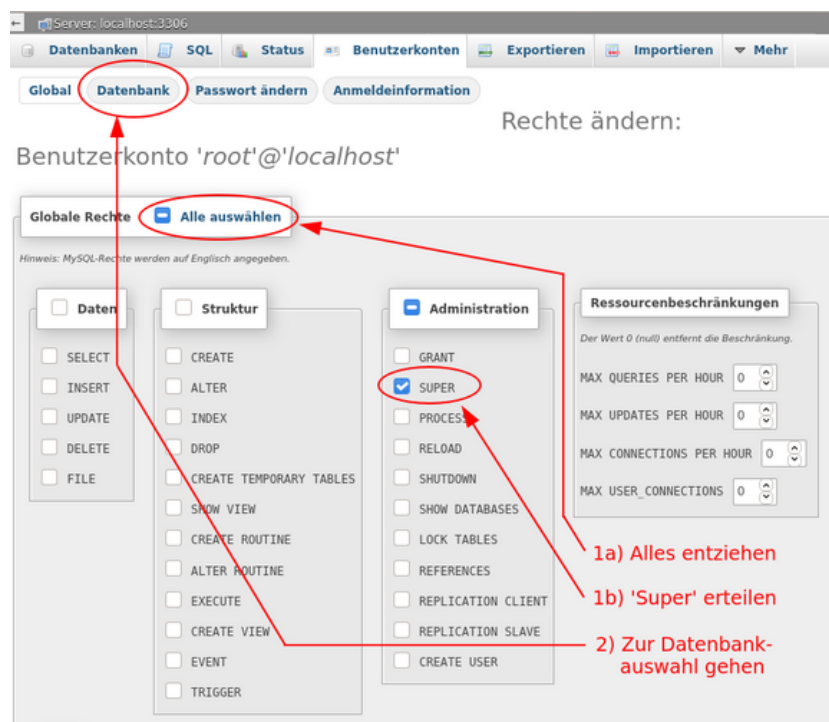 Server: localhost:3306
Datenbanken SQL Status Benutzerkonten Exportieren Importieren Mehr
Global Datenbank Passwort ändern Anmeldeinformation
Rechte ändern:
Benutzerkonto 'root'@'localhost'
Globale Rechte Alle auswählen
Hinweis: MySQL-Rechte werden auf Englisch angegeben.
Daten
SELECT
INSERT
UPDATE
DELETE
FILE
Struktur
CREATE
ALTER
INDEX
DROP
CREATE TEMPORARY TABLES
SHOW VIEW
CREATE ROUTINE
ALTER ROUTINE
EXECUTE
CREATE VIEW
EVENT
TRIGGER
Administration
GRANT
SUPER
PROCESS
RELOAD
SHUTDOWN
SHOW DATABASES
LOCK TABLES
REFERENCES
REPLICATION CLIENT
REPLICATION SLAVE
CREATE USER
Ressourcenbeschränkungen
Der Wert 0 (null) entfernt die Beschränkung.
MAX QUERIES PER HOUR 0
MAX UPDATES PER HOUR 0
MAX CONNECTIONS PER HOUR 0
MAX USER_CONNECTIONS 0
1a) Alles entziehen
1b) 'Super' erteilen
2) Zur Datenbank-
auswahl gehen